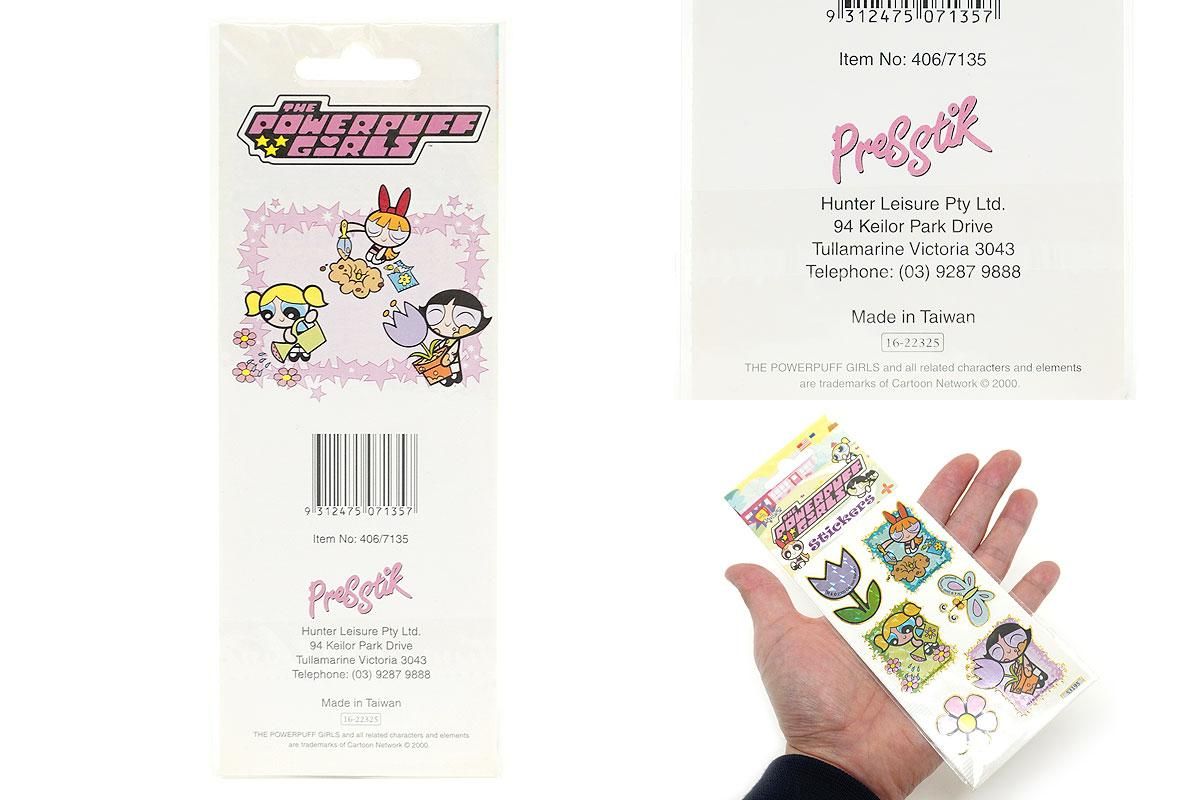 THE
POWERPUFF
GIRLS
9 312475 071357
Item No: 406/7135
PresStik
Hunter Leisure Pty Ltd.
94 Keilor Park Drive
Tullamarine Victoria 3043
Telephone: (03) 9287 9888
Made in Taiwan
16-22325
THE POWERPUFF GIRLS and all related characters and elements
are trademarks of Cartoon Network © 2000.
9 312475 071357
Item No: 406/7135
PresStik
Hunter Leisure Pty Ltd.
94 Keilor Park Drive
Tullamarine Victoria 3043
Telephone: (03) 9287 9888
Made in Taiwan
16-22325
THE POWERPUFF GIRLS and all related characters and elements
are trademarks of Cartoon Network © 2000.
THE
POWERPUFF
GIRLS
Stickers